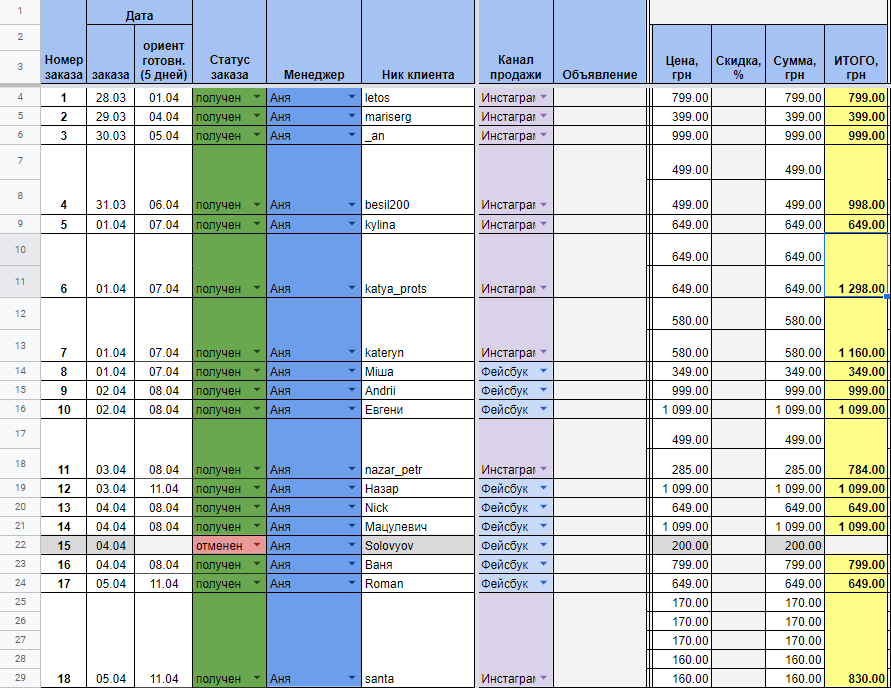 1
Дата
2
ориент
готовн.
(5 дней)
3
Номер
заказа
заказа
Статус
заказа
Менеджер
Ник клиента
Канал
продажи
Объявление
Цена,
грн
Скидка,
%
Сумма,
грн
ИТОГО,
грн
4 1 28.03 01.04 получен Аня letos Инстаграм 799.00 799.00 799.00
5 2 29.03 04.04 получен Аня mariserg Инстаграм 399.00 399.00 399.00
6 3 30.03 05.04 получен Аня _an Инстаграм 999.00 999.00 999.00
7 499.00 499.00
8 4 31.03 06.04 получен Аня besil200 Инстаграм 499.00 499.00 998.00
9 5 01.04 07.04 получен Аня kylina Инстаграм 649.00 649.00 649.00
10 649.00 649.00
11 6 01.04 07.04 получен Аня katya_prots Инстаграм 649.00 649.00 1 298.00
12 580.00 580.00
13 7 01.04 07.04 получен Аня kateryn Инстаграм 580.00 580.00 1 160.00
14 8 01.04 07.04 получен Аня Міша Фейсбук 349.00 349.00 349.00
15 9 02.04 08.04 получен Аня Andrii Фейсбук 999.00 999.00 999.00
16 10 02.04 08.04 получен Аня Евгени Фейсбук 1 099.00 1 099.00 1 099.00
17 499.00 499.00
18 11 03.04 08.04 получен Аня nazar_petr Инстаграм 285.00 285.00 784.00
19 12 03.04 11.04 получен Аня Назар Фейсбук 1 099.00 1 099.00 1 099.00
20 13 04.04 08.04 получен Аня Nick Фейсбук 649.00 649.00 649.00
21 14 04.04 08.04 получен Аня Мацулевич Фейсбук 1 099.00 1 099.00 1 099.00
22 15 04.04 отменен Аня Solovyov Фейсбук 200.00 200.00
23 16 04.04 08.04 получен Аня Ваня Фейсбук 799.00 799.00 799.00
24 17 05.04 11.04 получен Аня Roman Фейсбук 649.00 649.00 649.00
25 170.00 170.00
26 170.00 170.00
27 170.00 170.00
28 160.00 160.00
29 18 05.04 11.04 получен Аня santa Инстаграм 160.00 160.00 830.00